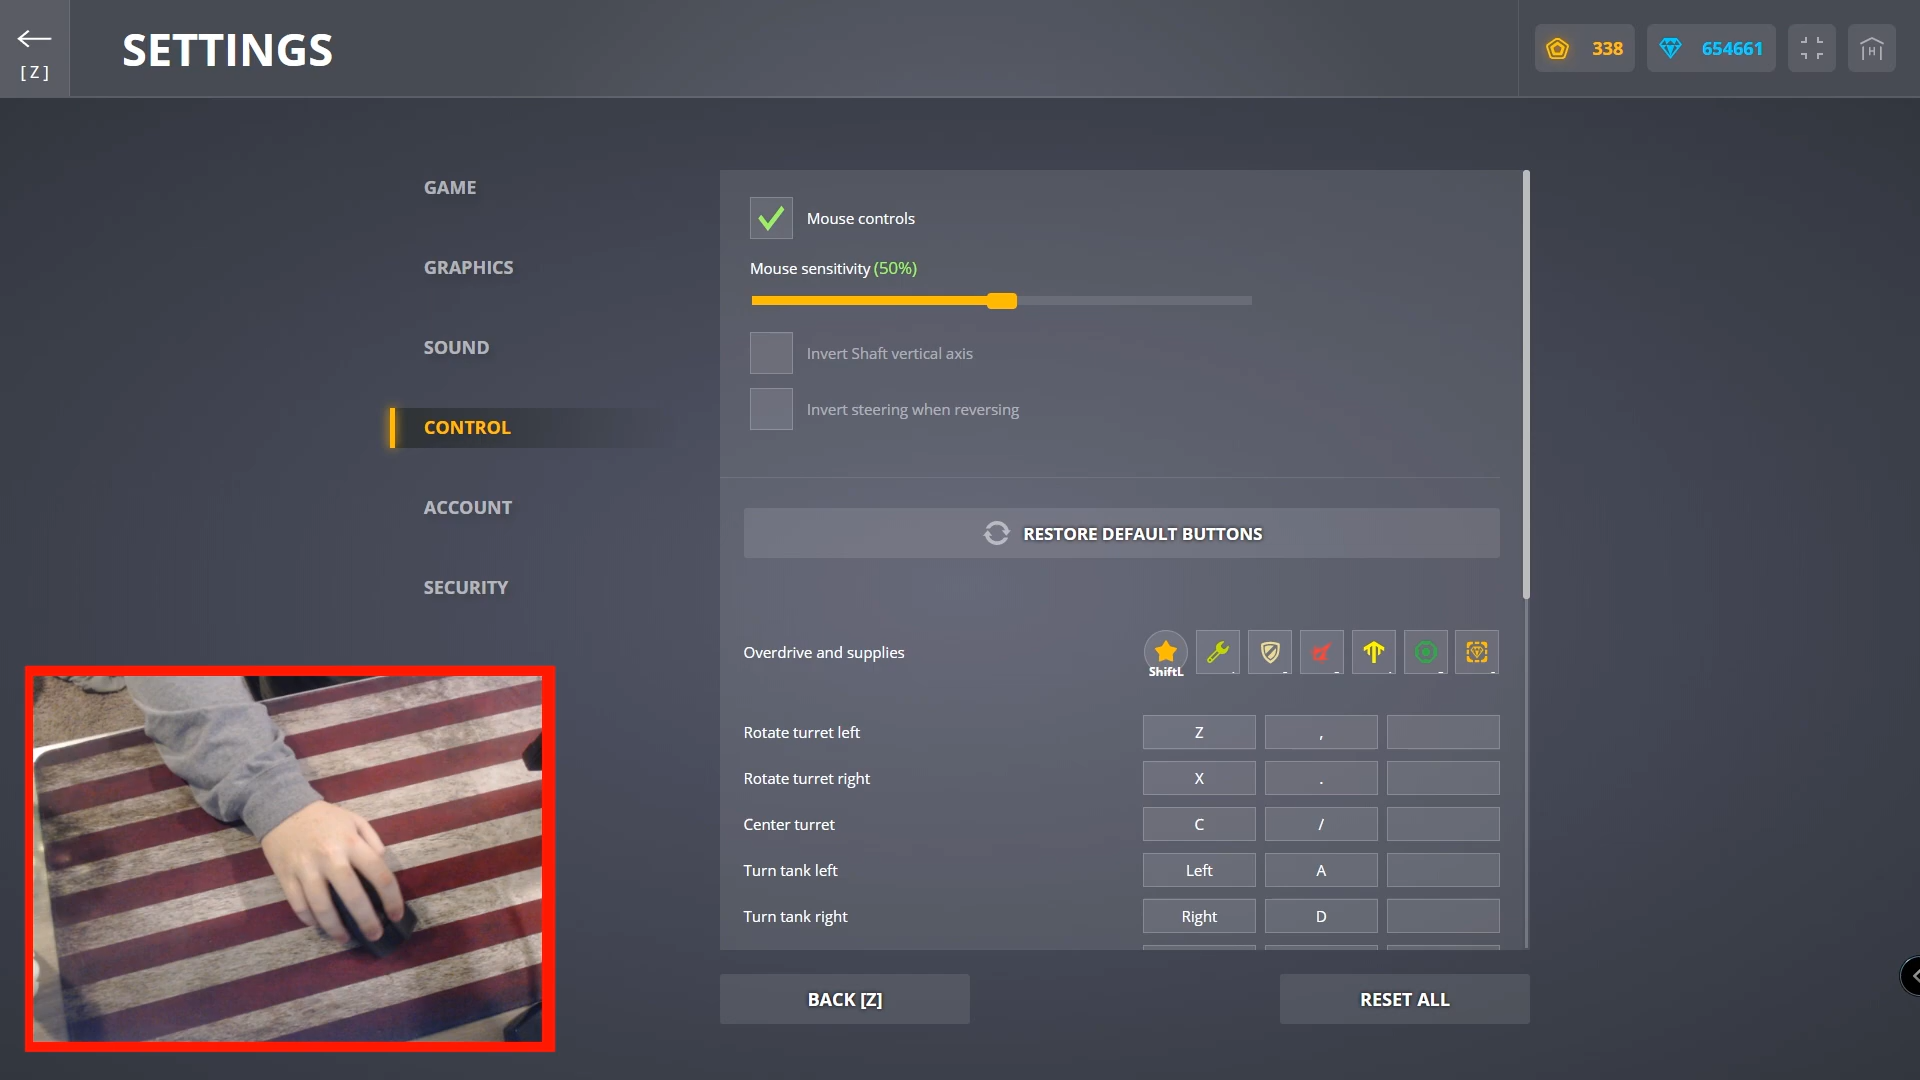 [Z]
SETTINGS
338
654661
GAME
GRAPHICS
SOUND
CONTROL
ACCOUNT
SECURITY
Mouse controls
Mouse sensitivity (50%)
Invert Shaft vertical axis
Invert steering when reversing
RESTORE DEFAULT BUTTONS
Overdrive and supplies
ShiftL
Rotate turret left Z ,
Rotate turret right X .
Center turret C /
Turn tank left Left A
Turn tank right Right D
BACK [Z]
RESET ALL